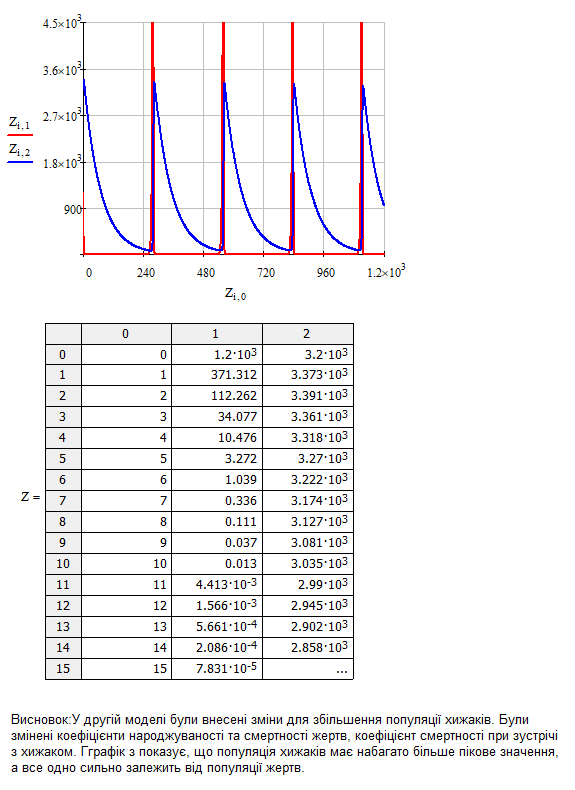 4.5×10³
3.6×10³
2.7×10³
1.8×10³
900
Z i,1
Z i,2
0 240 480 720 960 1.2×10³
Z i,0
0 1 2
0 0 1.2·10³ 3.2·10³
1 1 371.312 3.373·10³
2 2 112.262 3.391·10³
3 3 34.077 3.361·10³
4 4 10.476 3.318·10³
5 5 3.272 3.27·10³
6 6 1.039 3.222·10³
Z = 7 7 0.336 3.174·10³
8 8 0.111 3.127·10³
9 9 0.037 3.081·10³
10 10 0.013 3.035·10³
11 11 4.413·10⁻³ 2.99·10³
12 12 1.566·10⁻³ 2.945·10³
13 13 5.661·10⁻⁴ 2.902·10³
14 14 2.086·10⁻⁴ 2.858·10³
15 15 7.831·10⁻⁵ ...
Висновок:У другій моделі були внесені зміни для збільшення популяції хижаків. Були
змінені коефіцієнти народжуваності та смертності жертв, коефіцієнт смертності при зустрічі
з хижаком. Гграфік з показує, що популяція хижаків має набагато більше пікове значення,
а все одно сильно залежить від популяції жертв.